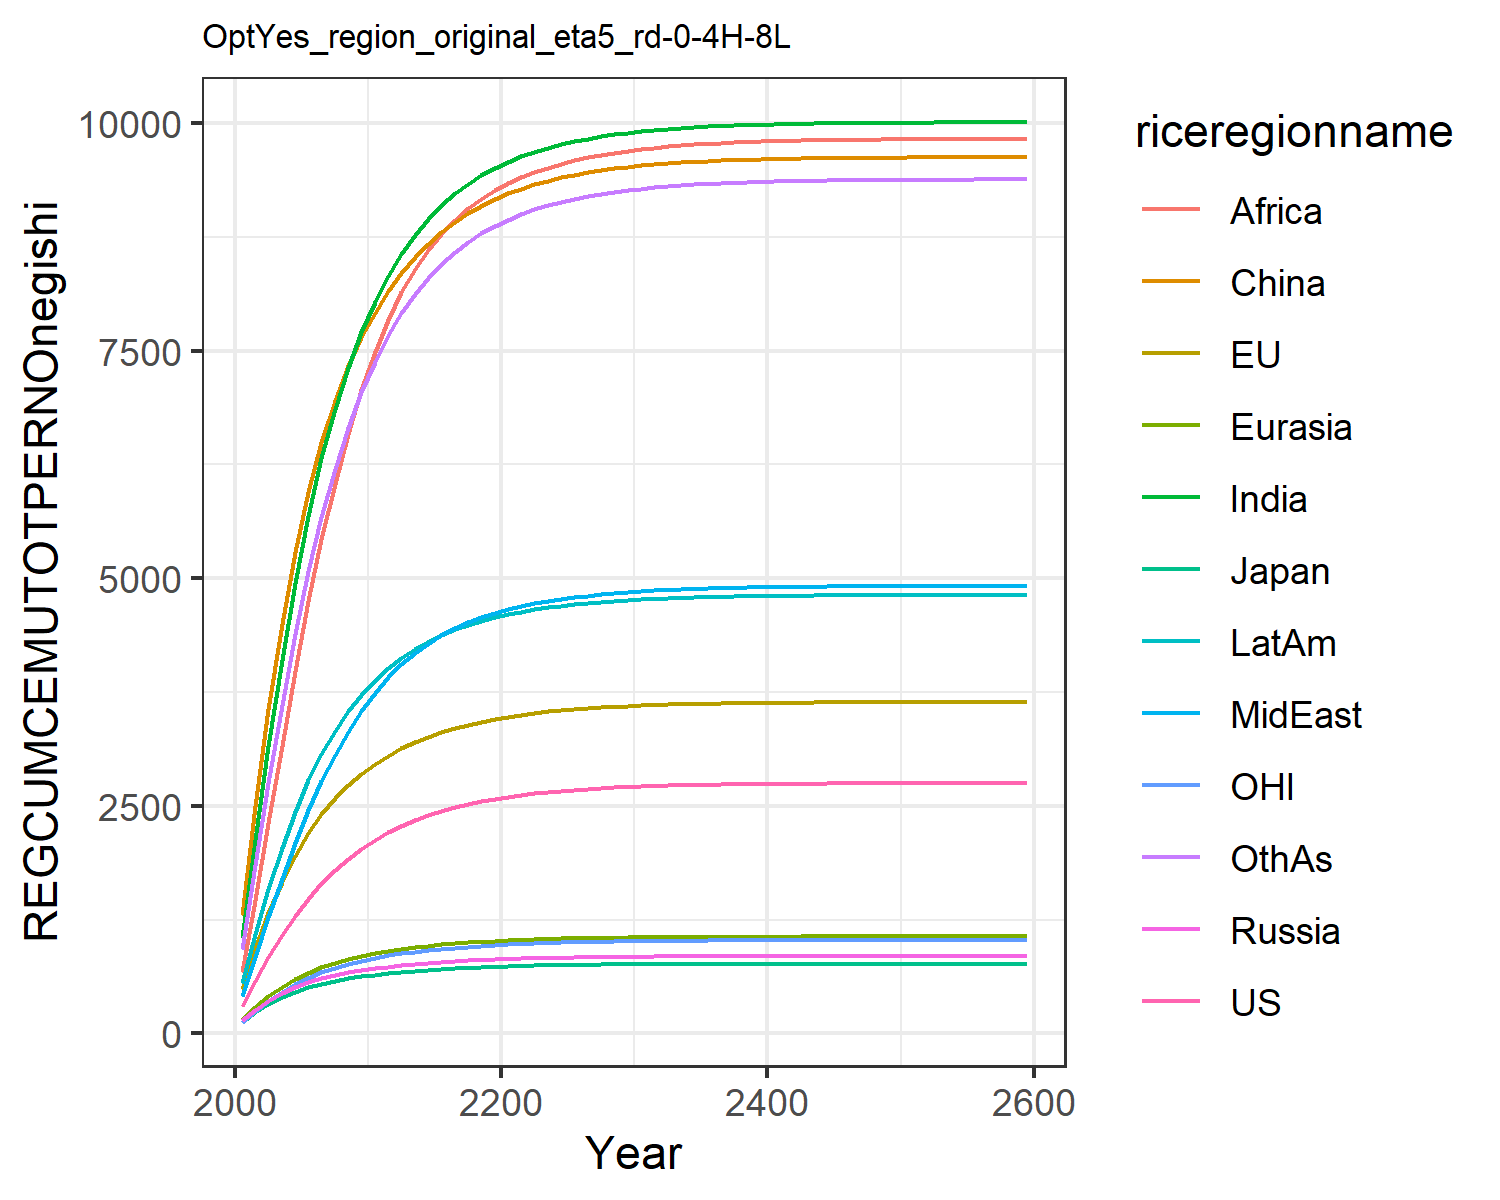 OptYes_region_original_eta5_rd-0-4H-8L
REGCUMCEMUTOTPERNOnegishi
10000
7500
5000
2500
0
2000 2200 2400 2600
Year
riceregionname
Africa
China
EU
Eurasia
India
Japan
LatAm
MidEast
OHI
OthAs
Russia
US